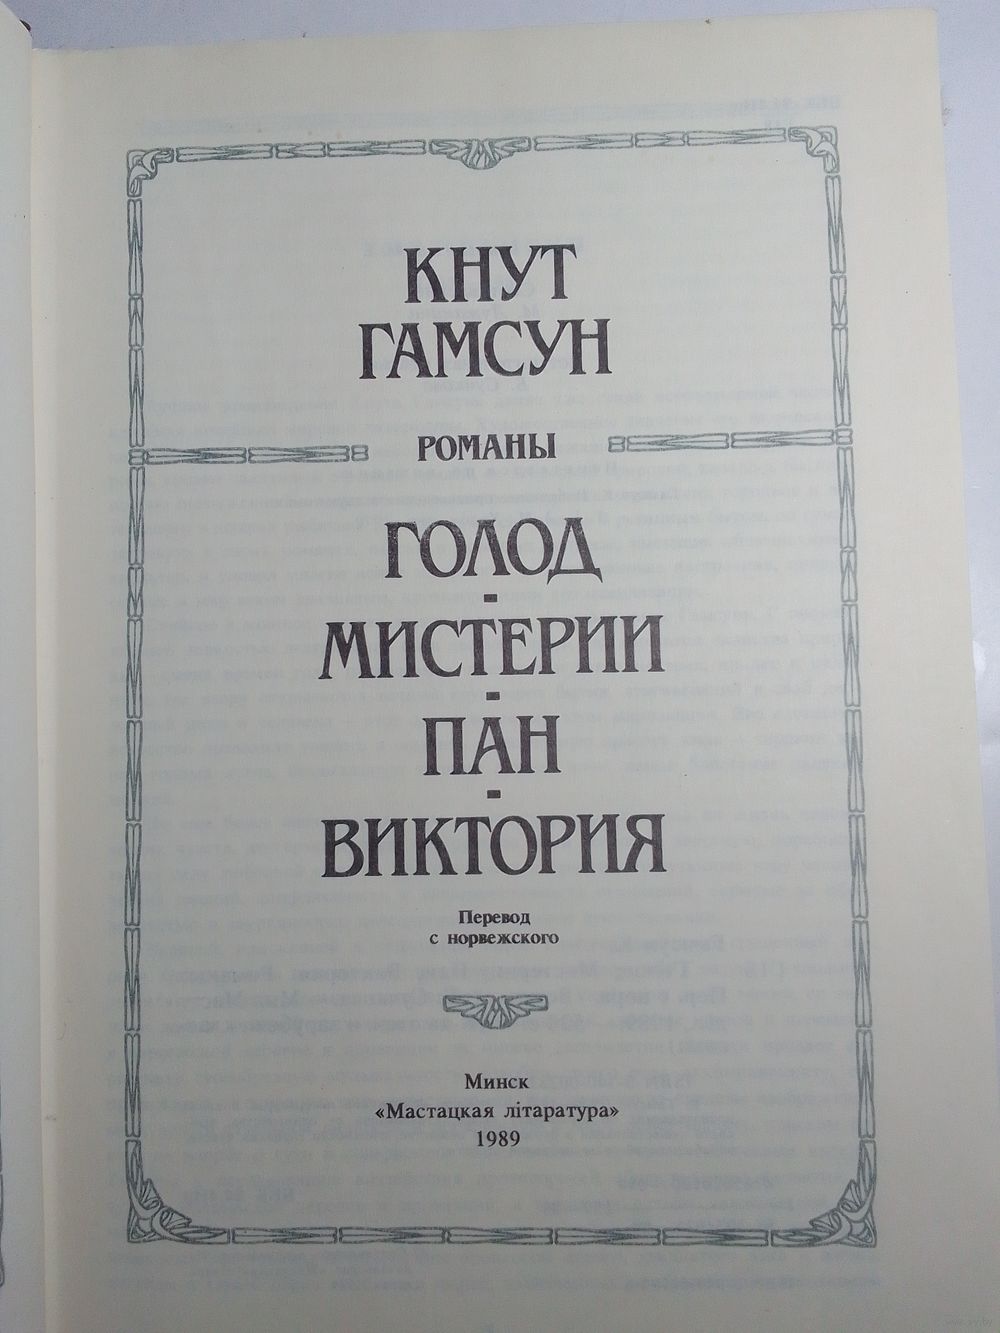 КНУТ
ГАМСУН
РОМАНЫ
ГОЛОД
-
МИСТЕРИИ
-
ПАН
-
ВИКТОРИЯ
Перевод
с норвежского
Минск
«Мастацкая літаратура»
1989